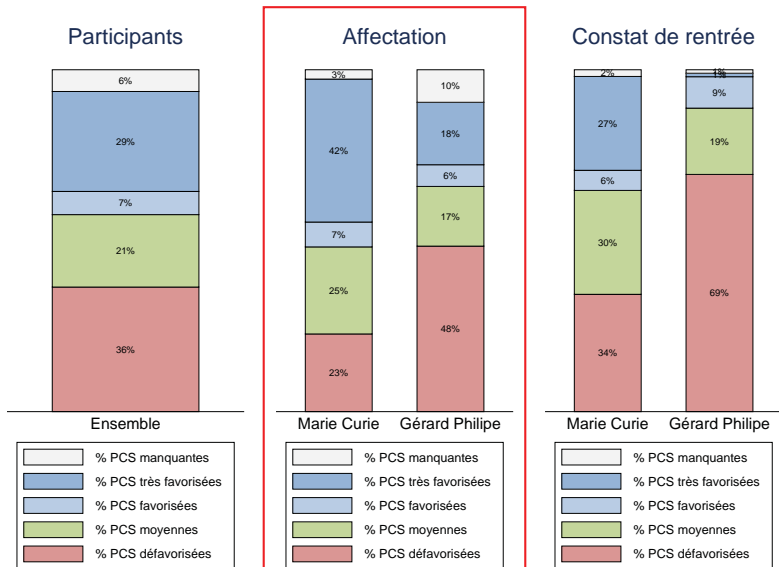 Participants
6%
29%
7%
21%
36%
Ensemble
% PCS manquantes
% PCS très favorisées
% PCS favorisées
% PCS moyennes
% PCS défavorisées
Affectation
3%
42%
7%
25%
23%
10%
18%
6%
17%
48%
Marie Curie Gérard Philipe
% PCS manquantes
% PCS très favorisées
% PCS favorisées
% PCS moyennes
% PCS défavorisées
Constat de rentrée
2%
27%
6%
30%
34%
1%
1%
9%
19%
69%
Marie Curie Gérard Philipe
% PCS manquantes
% PCS très favorisées
% PCS favorisées
% PCS moyennes
% PCS défavorisées